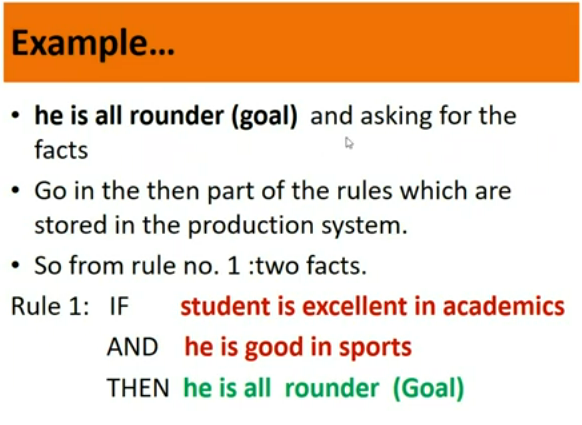 Example...
• he is all rounder (goal) and asking for the
facts
• Go in the then part of the rules which are
stored in the production system.
• So from rule no. 1 :two facts.
Rule 1: IF student is excellent in academics
AND he is good in sports
THEN he is all rounder (Goal)